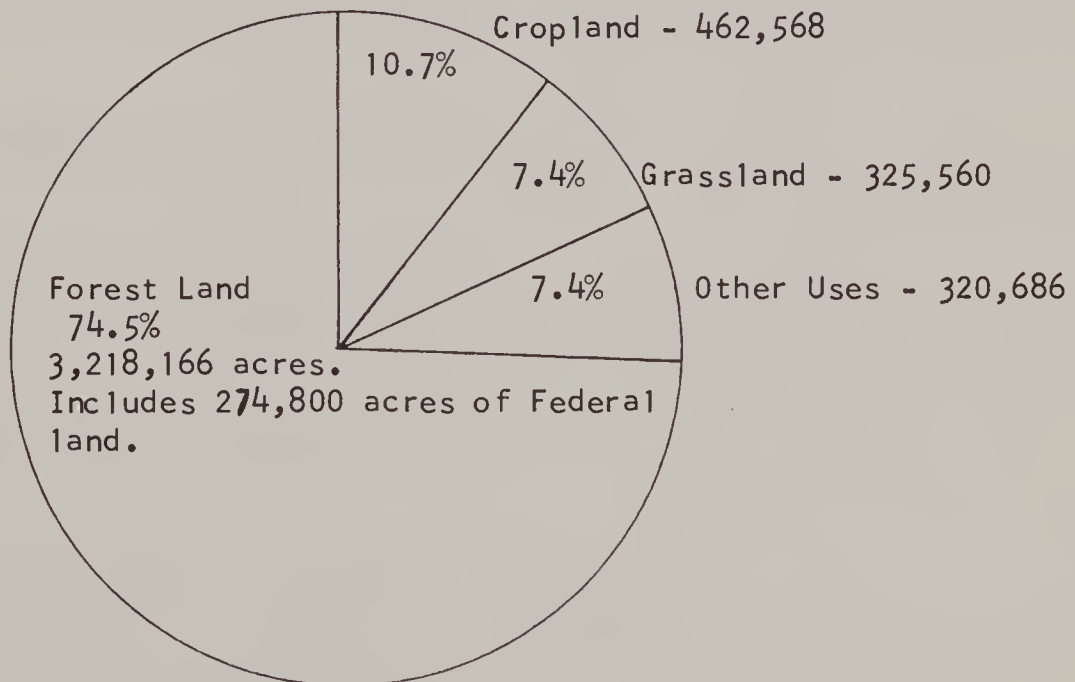 Cropland - 462,568
10.7%
7.4%
Grassland - 325,560
7.4%
Other Uses - 320,686
Forest Land
74.5%
3,218,166 acres.
Includes 274,800 acres of Federal
land.